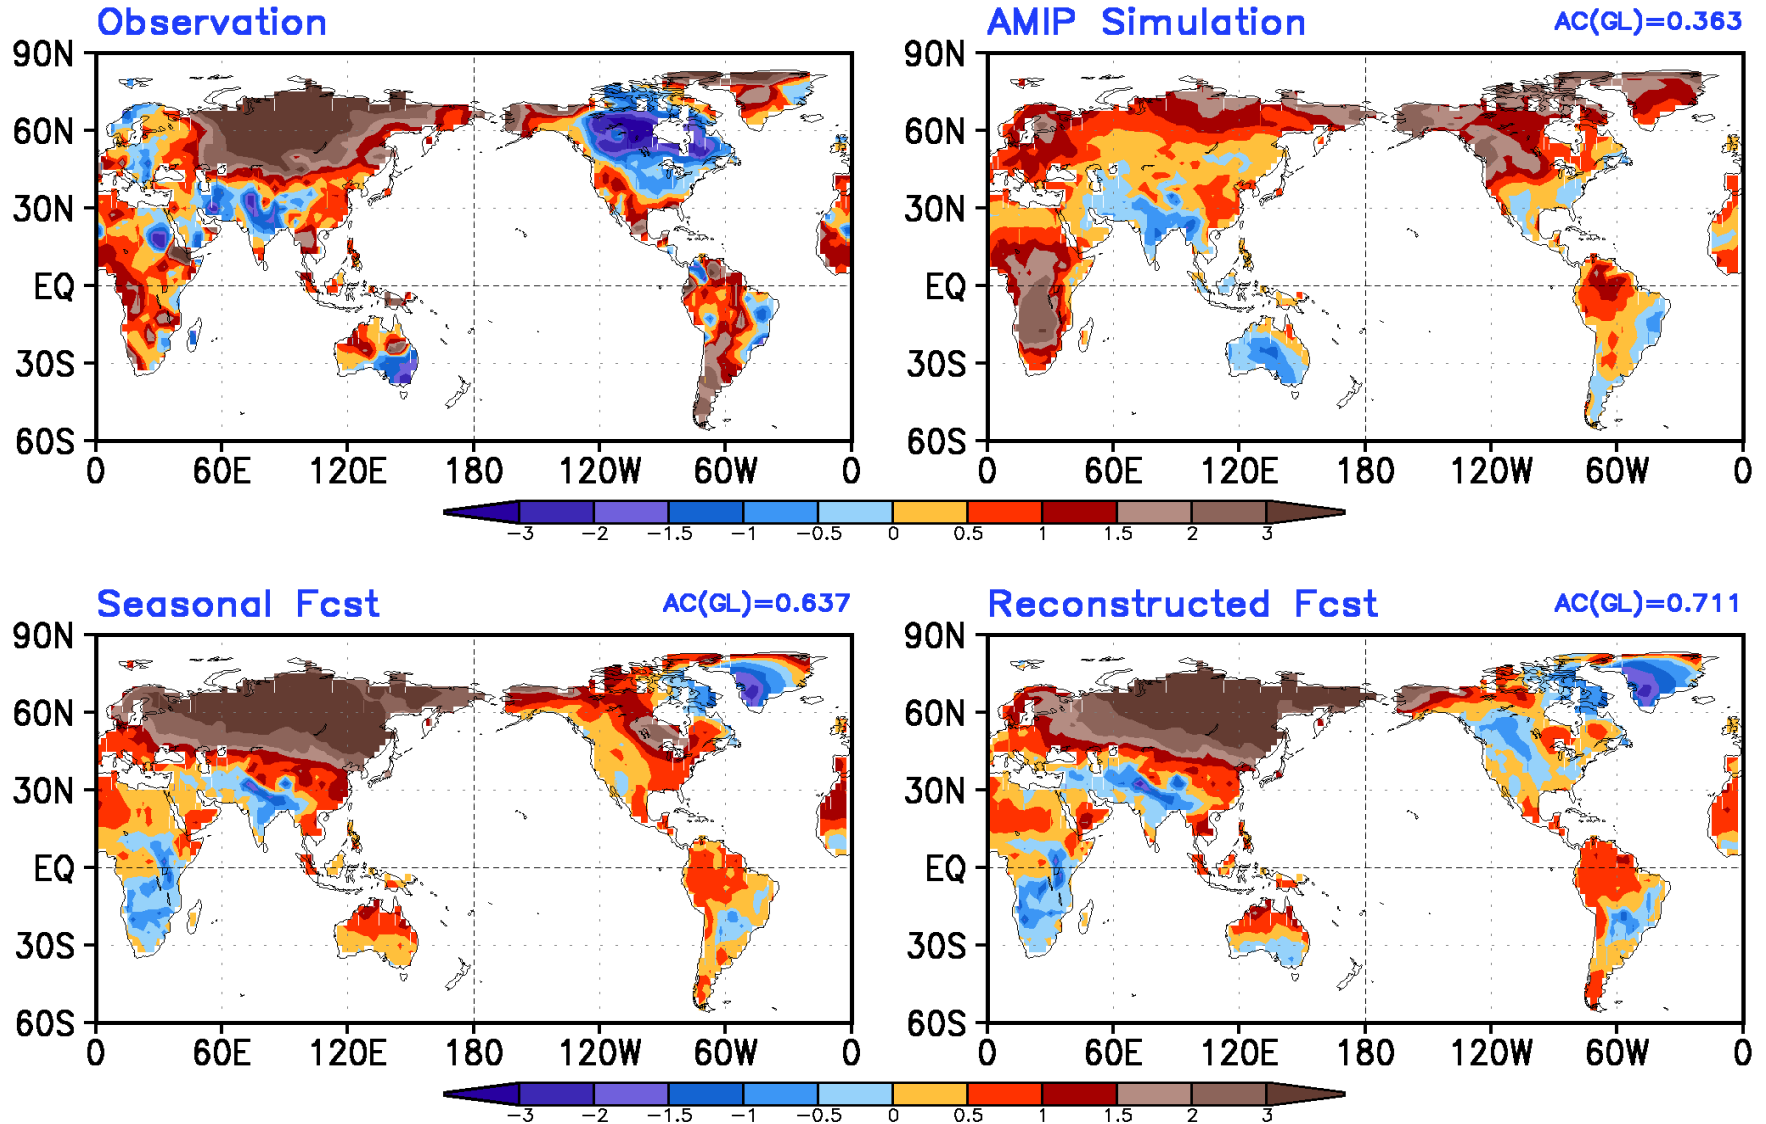 Observation
AMIP Simulation AC(GL)=0.363
90N 60N 30N EQ 30S 60S
0 60E 120E 180 120W 60W 0
90N 60N 30N EQ 30S 60S
0 60E 120E 180 120W 60W 0
−3 −2 −1.5 −1 −0.5 0 0.5 1 1.5 2 3
Seasonal Fcst AC(GL)=0.637
Reconstructed Fcst AC(GL)=0.711
90N 60N 30N EQ 30S 60S
0 60E 120E 180 120W 60W 0
90N 60N 30N EQ 30S 60S
0 60E 120E 180 120W 60W 0
−3 −2 −1.5 −1 −0.5 0 0.5 1 1.5 2 3